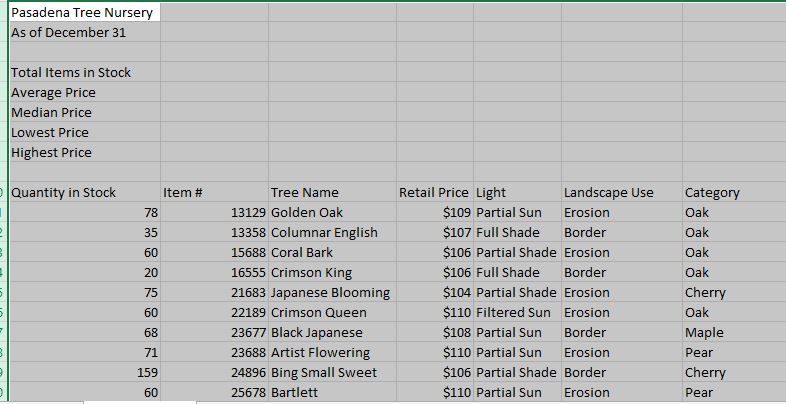 Pasadena Tree Nursery
As of December 31
Total Items in Stock
Average Price
Median Price
Lowest Price
Highest Price
Quantity in Stock Item # Tree Name Retail Price Light Landscape Use Category
78 13129 Golden Oak $109 Partial Sun Erosion Oak
35 13358 Columnar English $107 Full Shade Border Oak
60 15688 Coral Bark $106 Partial Shade Erosion Oak
20 16555 Crimson King $106 Full Shade Border Oak
75 21683 Japanese Blooming $104 Partial Shade Erosion Cherry
60 22189 Crimson Queen $110 Filtered Sun Erosion Oak
68 23677 Black Japanese $108 Partial Sun Border Maple
71 23688 Artist Flowering $110 Partial Sun Erosion Pear
159 24896 Bing Small Sweet $106 Partial Shade Border Cherry
60 25678 Bartlett $110 Partial Sun Erosion Pear